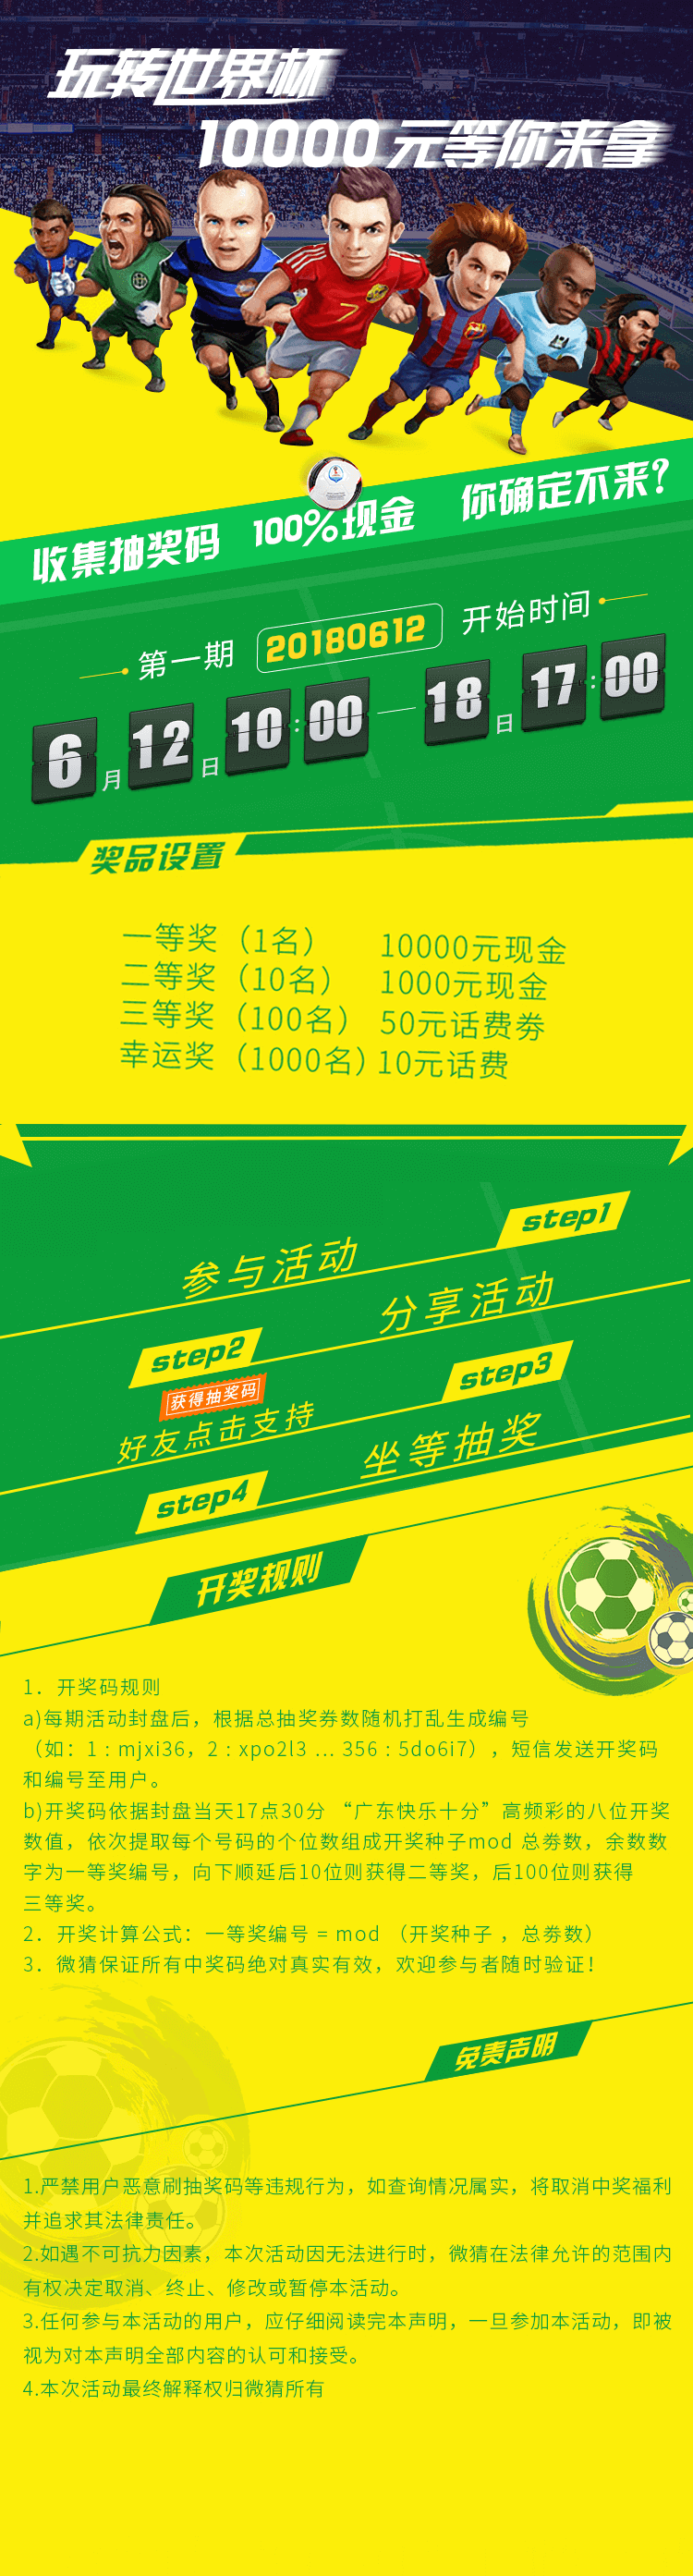 玩转世界杯
10000元等你来拿
7
收集抽奖码 100%现金 你确定不来？
第一期 20180612 开始时间
6月12日10:00—18日17:00
奖品设置
一等奖（1名） 10000元现金
二等奖（10名） 1000元现金
三等奖（100名） 50元话费劵
幸运奖（1000名）10元话费
step1
参与活动
分享活动
step2
step3
获得抽奖码
好友点击支持
坐等抽奖
step4
开奖规则
1. 开奖码规则
a)每期活动封盘后，根据总抽奖券数随机打乱生成编号
（如：1 : mjxi36，2 : xpo2l3 ... 356 : 5do6i7），短信发送开奖码
和编号至用户。
b)开奖码依据封盘当天17点30分 “广东快乐十分” 高频彩的八位开奖
数值，依次提取每个号码的个位数组成开奖种子mod 总劵数，余数数
字为一等奖编号，向下顺延后10位则获得二等奖，后100位则获得
三等奖。
2. 开奖计算公式：一等奖编号 = mod （开奖种子 ，总劵数）
3. 微猜保证所有中奖码绝对真实有效，欢迎参与者随时验证！
免责声明
1.严禁用户恶意刷抽奖码等违规行为，如查询情况属实，将取消中奖福利
并追求其法律责任。
2.如遇不可抗力因素，本次活动因无法进行时，微猜在法律允许的范围内
有权决定取消、终止、修改或暂停本活动。
3.任何参与本活动的用户，应仔细阅读完本声明，一旦参加本活动，即被
视为对本声明全部内容的认可和接受。
4.本次活动最终解释权归微猜所有